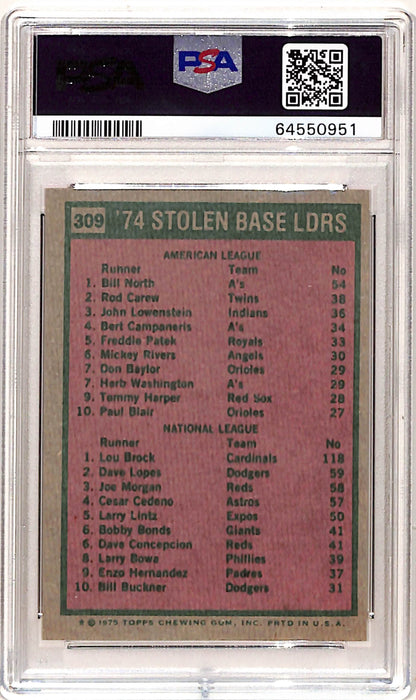 PSA
PSA
64550951
309 '74 STOLEN BASE LDRS
AMERICAN LEAGUE
Runner Team No
1. Bill North A's 54
2. Rod Carew Twins 38
3. John Lowenstein Indians 36
4. Bert Campaneris A's 34
5. Freddie Patek Royals 33
6. Mickey Rivers Angels 30
7. Don Baylor Orioles 29
7. Herb Washington A's 29
9. Tommy Harper Red Sox 28
10. Paul Blair Orioles 27
NATIONAL LEAGUE
Runner Team No
1. Lou Brock Cardinals 118
2. Dave Lopes Dodgers 59
3. Joe Morgan Reds 58
4. Cesar Cedeno Astros 57
5. Larry Lintz Expos 50
6. Bobby Bonds Giants 41
6. Dave Concepcion Reds 41
8. Larry Bowa Phillies 39
9. Enzo Hernandez Padres 37
10. Bill Buckner Dodgers 31
© 1975 TOPPS CHEWING GUM, INC. PRTD IN U.S.A.